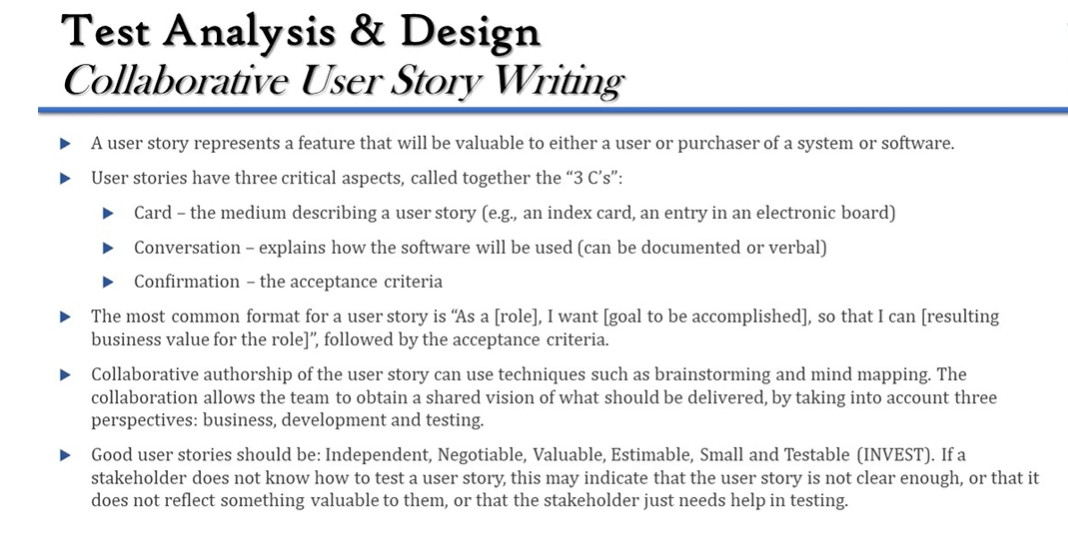 Test Analysis & Design
Collaborative User Story Writing
A user story represents a feature that will be valuable to either a user or purchaser of a system or software.
User stories have three critical aspects, called together the “3 C's”:
Card – the medium describing a user story (e.g., an index card, an entry in an electronic board)
Conversation – explains how the software will be used (can be documented or verbal)
Confirmation – the acceptance criteria
The most common format for a user story is “As a [role], I want [goal to be accomplished], so that I can [resulting
business value for the role]”, followed by the acceptance criteria.
Collaborative authorship of the user story can use techniques such as brainstorming and mind mapping. The
collaboration allows the team to obtain a shared vision of what should be delivered, by taking into account three
perspectives: business, development and testing.
Good user stories should be: Independent, Negotiable, Valuable, Estimable, Small and Testable (INVEST). If a
stakeholder does not know how to test a user story, this may indicate that the user story is not clear enough, or that it
does not reflect something valuable to them, or that the stakeholder just needs help in testing.